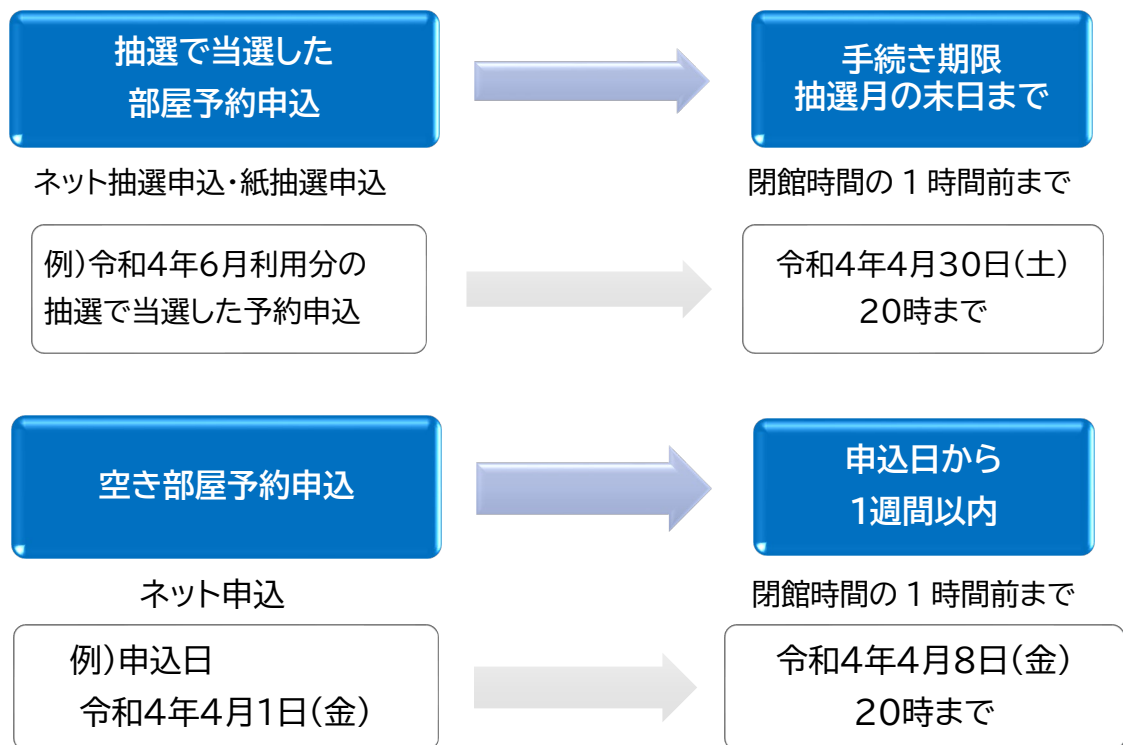 抽選で当選した
部屋予約申込
手続き期限
抽選月の末日まで
ネット抽選申込・紙抽選申込
閉館時間の1時間前まで
例)令和4年6月利用分の
抽選で当選した予約申込
令和4年4月30日(土)
20時まで
空き部屋予約申込
申込日から
1週間以内
ネット申込
閉館時間の1時間前まで
例)申込日
令和4年4月1日(金)
令和4年4月8日(金)
20時まで